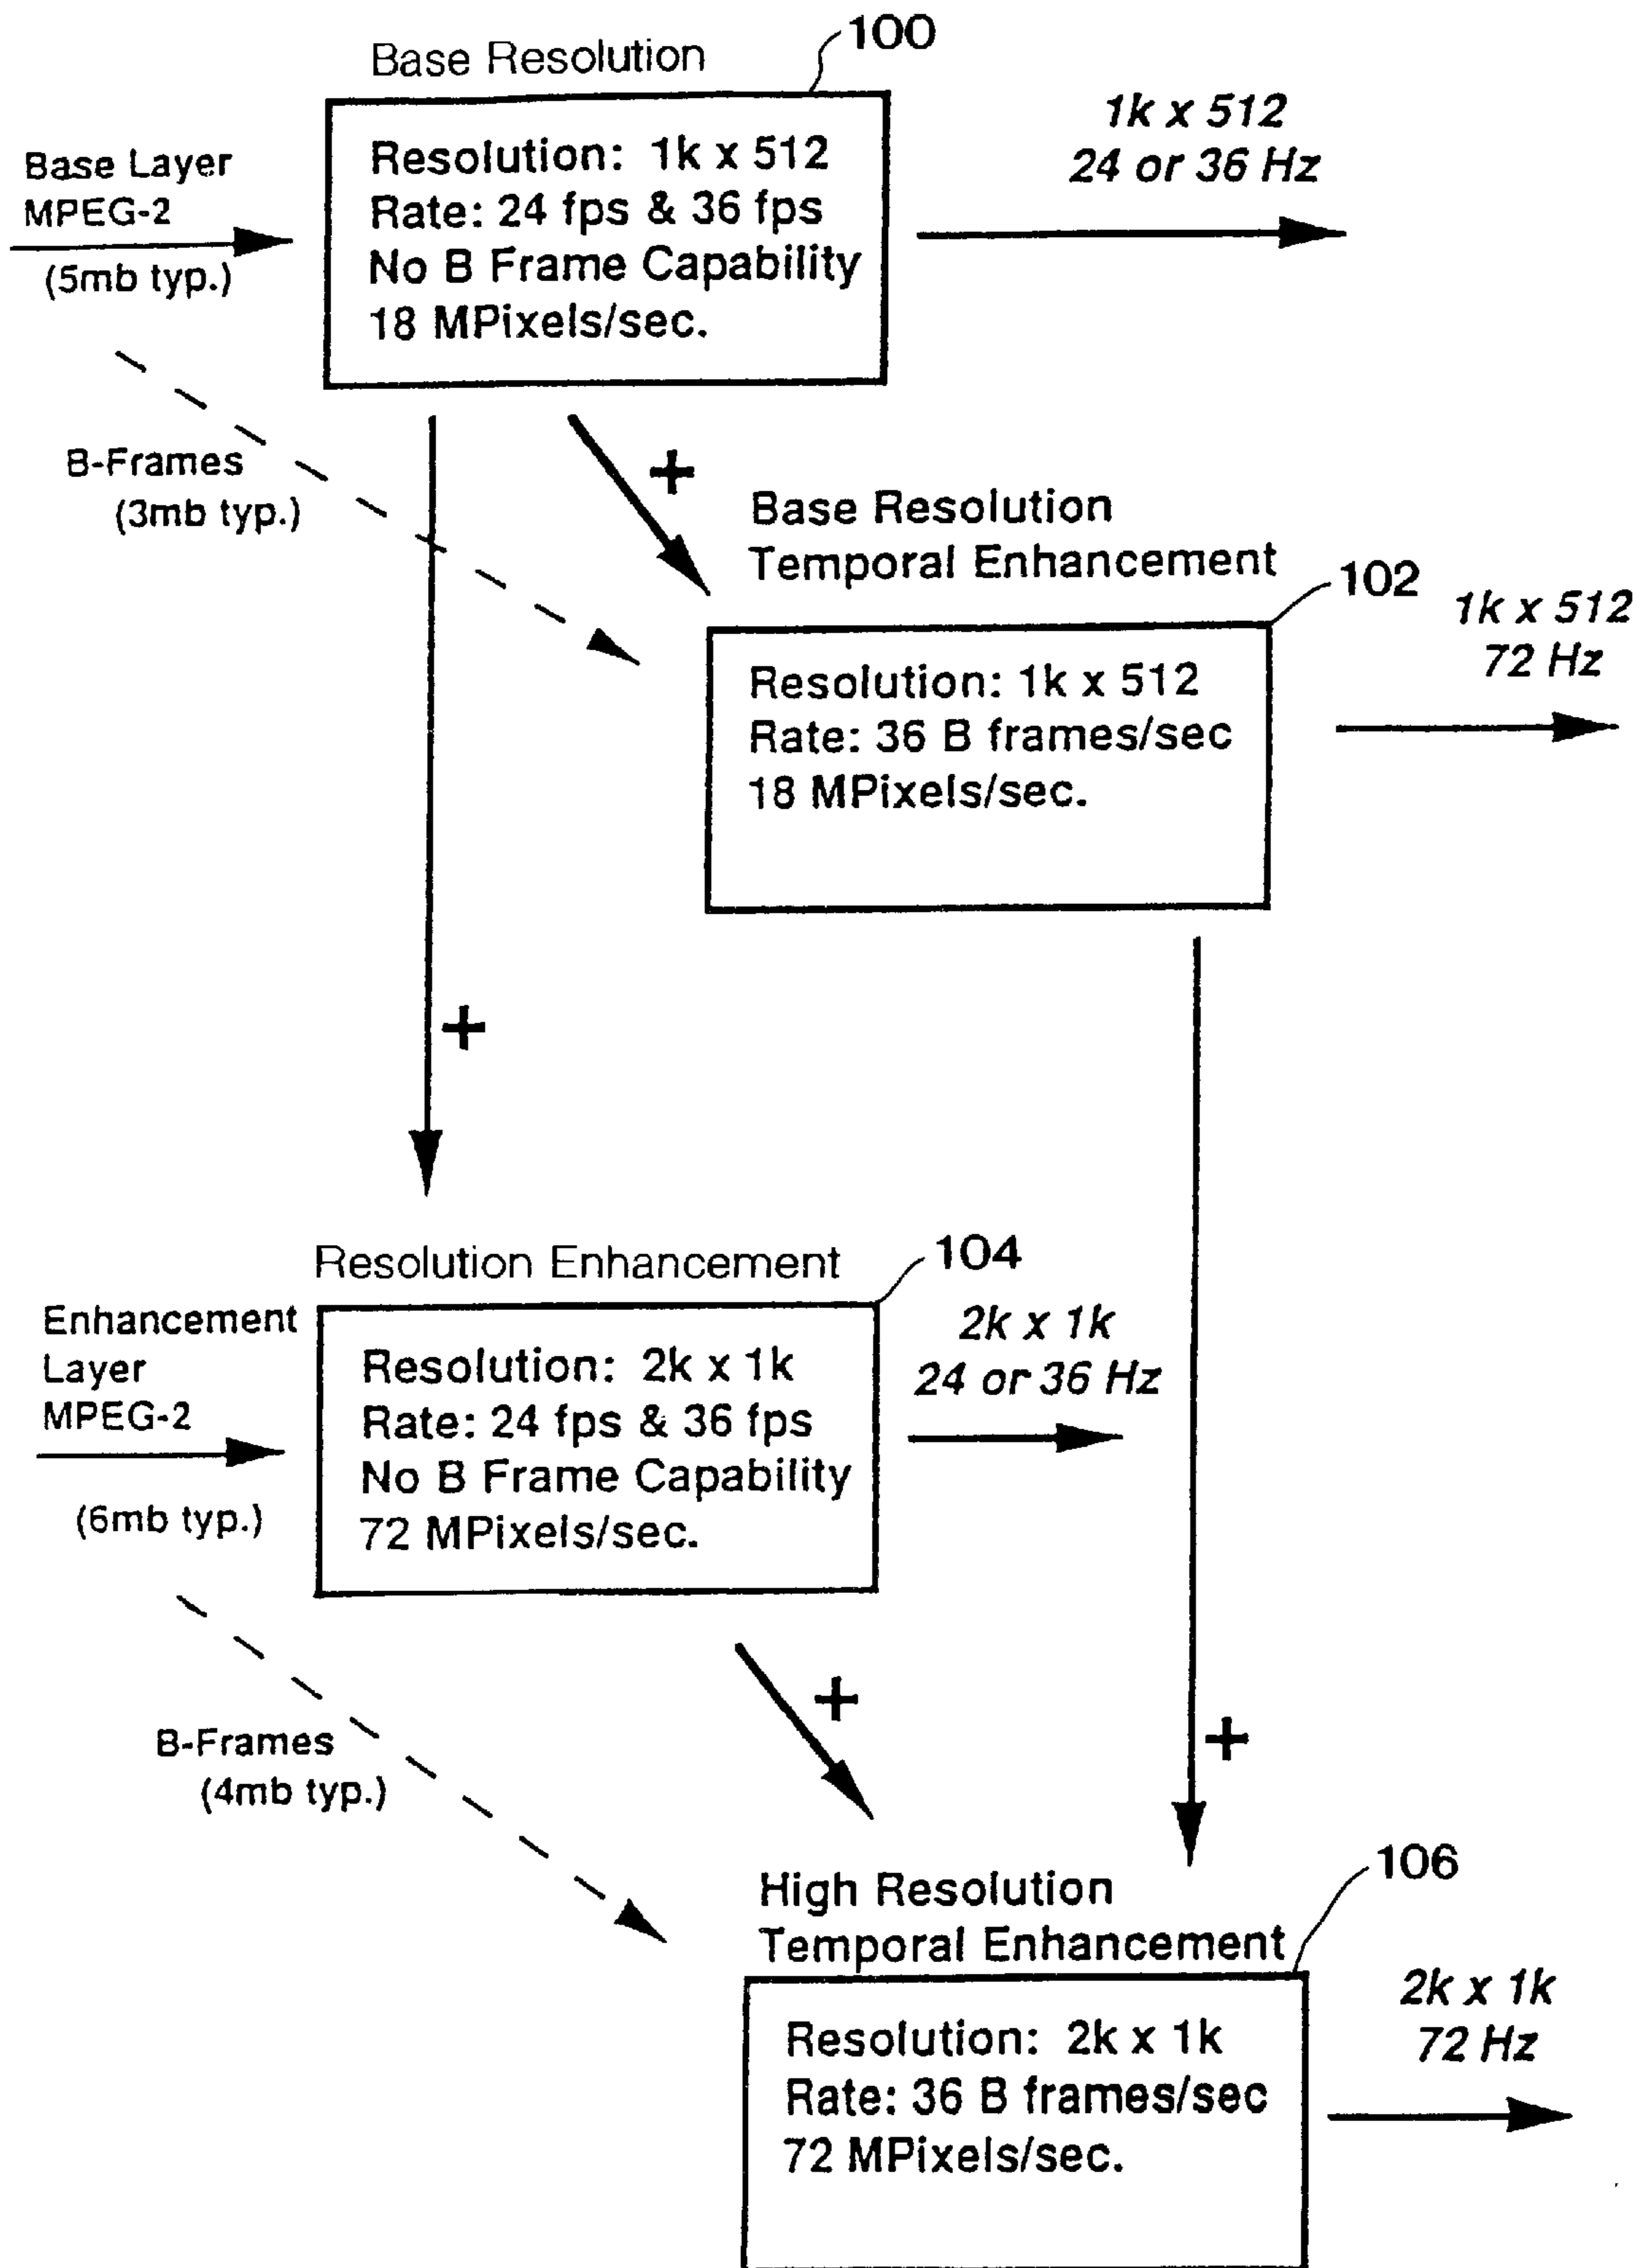 Base Resolution
100
Base Layer
MPEG-2
(5mb typ.)
Resolution: 1k x 512
Rate: 24 fps & 36 fps
No B Frame Capability
18 MPixels/sec.
1k x 512
24 or 36 Hz
B-Frames
(3mb typ.)
+
Base Resolution
Temporal Enhancement
102
Resolution: 1k x 512
Rate: 36 B frames/sec
18 MPixels/sec.
1k x 512
72 Hz
+
Resolution Enhancement
104
Enhancement
Layer
MPEG-2
(6mb typ.)
Resolution: 2k x 1k
Rate: 24 fps & 36 fps
No B Frame Capability
72 MPixels/sec.
2k x 1k
24 or 36 Hz
B-Frames
(4mb typ.)
+
+
High Resolution
Temporal Enhancement
106
Resolution: 2k x 1k
Rate: 36 B frames/sec
72 MPixels/sec.
2k x 1k
72 Hz